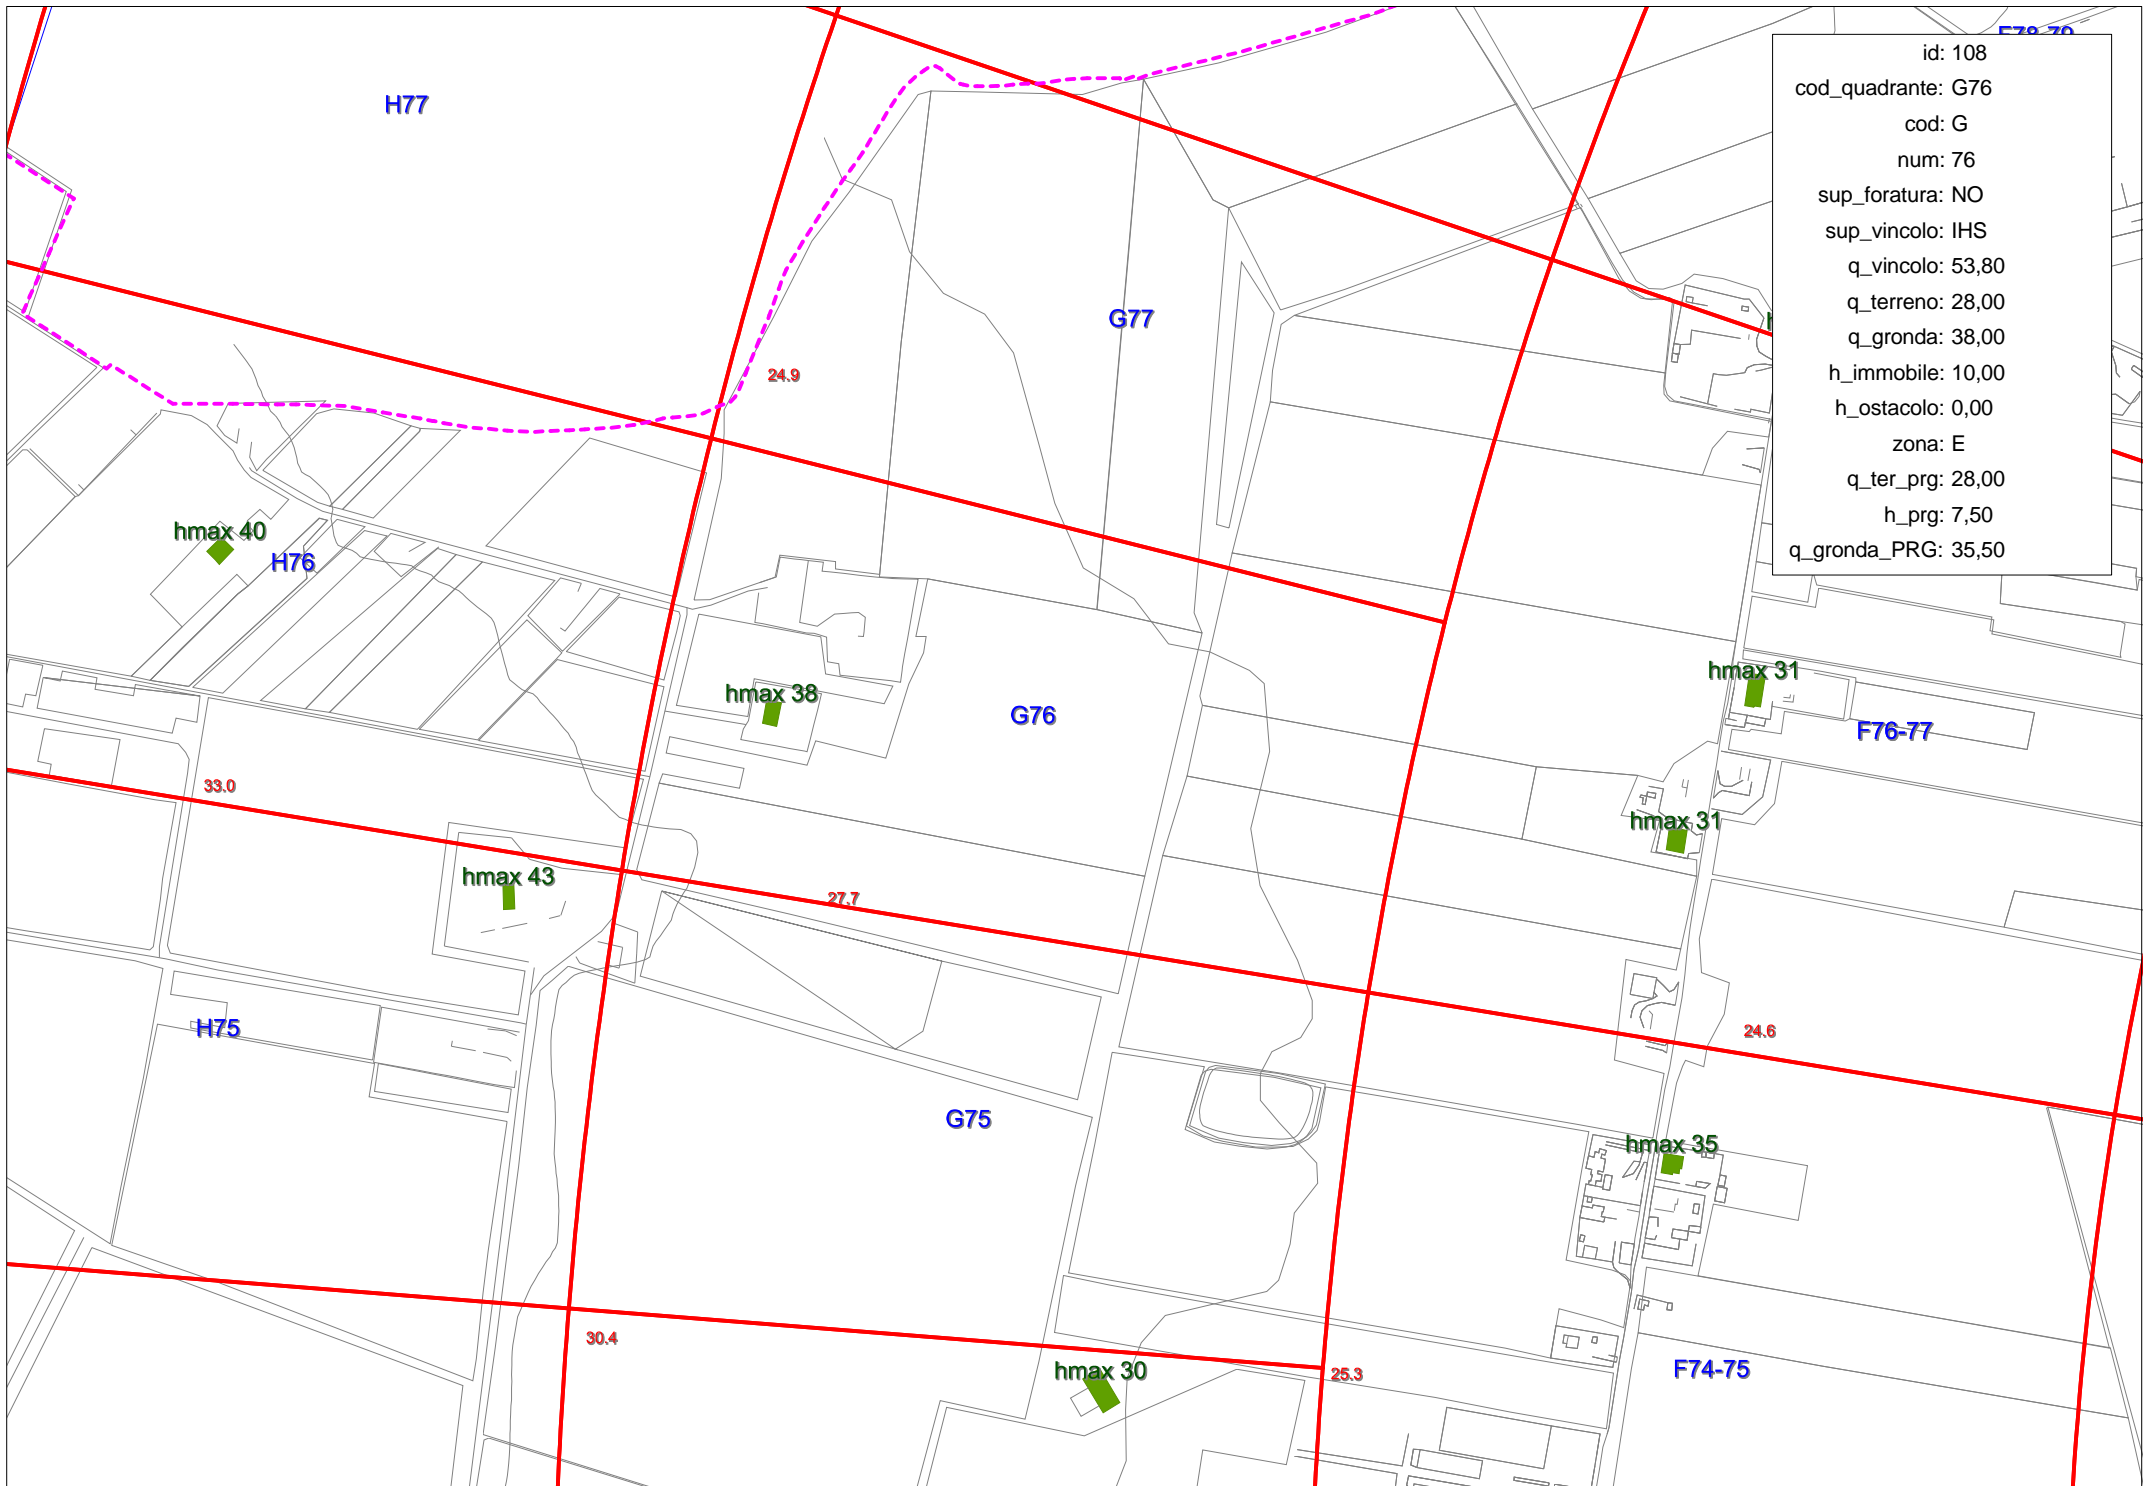 F78-79
id: 108
H77
cod_quadrante: G76
cod: G
num: 76
sup_foratura: NO
sup_vincolo: IHS
q_vincolo: 53,80
q_terreno: 28,00
G77
q_gronda: 38,00
24.9
h_immobile: 10,00
h_ostacolo: 0,00
zona: E
q_ter_prg: 28,00
h_prg: 7,50
q_gronda_PRG: 35,50
hmax 40
H76
hmax 31
hmax 38
G76
F76-77
33.0
hmax 31
hmax 43
27.7
H75
24.6
G75
hmax 35
30.4
hmax 30
25.3
F74-75